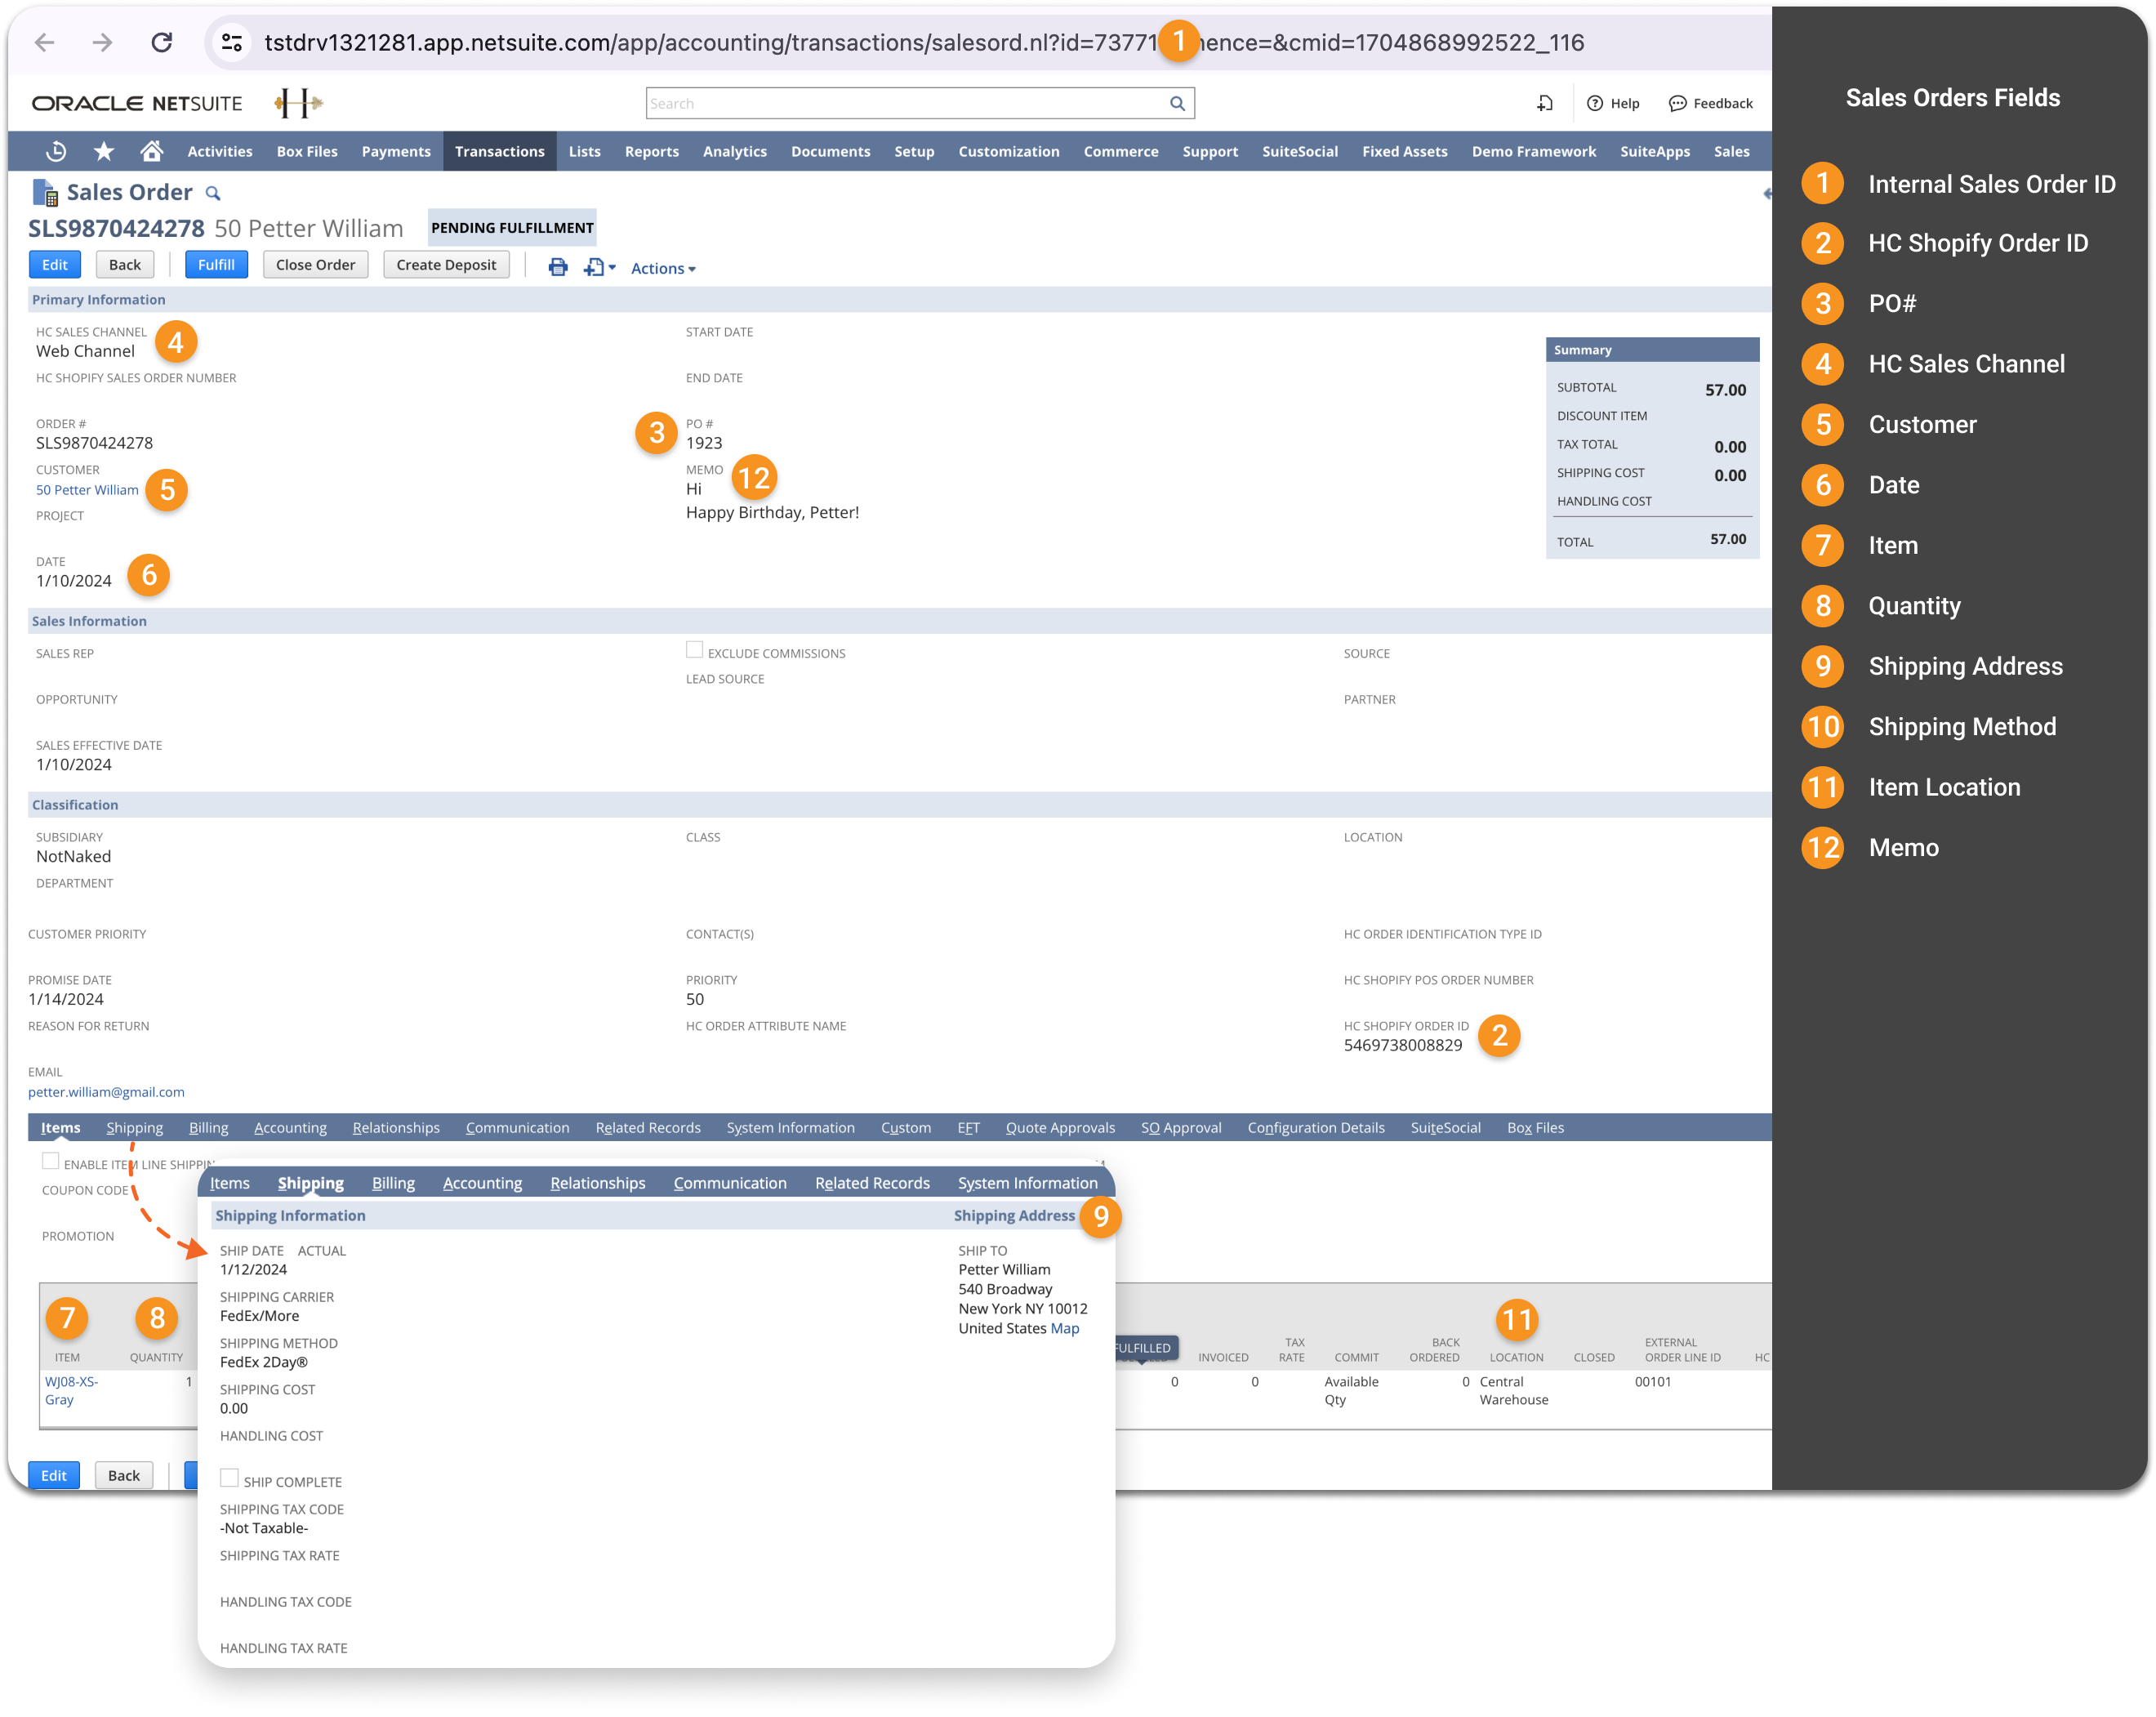 tstdrv1321281.app.netsuite.com/app/accounting/transactions/salesord.nl?id=73771 1 nence=&cmid=1704868992522_116
ORACLE NETSUITE H
Search
Help
Feedback
Activities Box Files Payments Transactions Lists Reports Analytics Documents Setup Customization Commerce Support SuiteSocial Fixed Assets Demo Framework SuiteApps Sales
Sales Order
SLS9870424278 50 Petter William PENDING FULFILLMENT
Edit Back Fulfill Close Order Create Deposit Actions
Primary Information
HC SALES CHANNEL
Web Channel
4
HC SHOPIFY SALES ORDER NUMBER
ORDER #
SLS9870424278
CUSTOMER
50 Petter William
5
PROJECT
DATE
1/10/2024
6
START DATE
END DATE
3
PO #
1923
MEMO
12
Hi
Happy Birthday, Petter!
Summary
SUBTOTAL 57.00
DISCOUNT ITEM
TAX TOTAL 0.00
SHIPPING COST 0.00
HANDLING COST
TOTAL 57.00
Sales Information
SALES REP
OPPORTUNITY
SALES EFFECTIVE DATE
1/10/2024
EXCLUDE COMMISSIONS
LEAD SOURCE
SOURCE
PARTNER
Classification
SUBSIDIARY
NotNaked
DEPARTMENT
CLASS
LOCATION
CUSTOMER PRIORITY
PROMISE DATE
1/14/2024
REASON FOR RETURN
EMAIL
petter.william@gmail.com
CONTACT(S)
PRIORITY
50
HC ORDER ATTRIBUTE NAME
HC ORDER IDENTIFICATION TYPE ID
HC SHOPIFY POS ORDER NUMBER
HC SHOPIFY ORDER ID
5469738008829
2
Items Shipping Billing Accounting Relationships Communication Related Records System Information Custom EFT Quote Approvals SO Approval Configuration Details SuiteSocial Box Files
ENABLE ITEM LINE SHIPPIN
COUPON CODE
PROMOTION
Items Shipping Billing Accounting Relationships Communication Related Records System Information
Shipping Information
SHIP DATE ACTUAL
1/12/2024
SHIPPING CARRIER
FedEx/More
SHIPPING METHOD
FedEx 2Day®
SHIPPING COST
0.00
HANDLING COST
SHIP COMPLETE
SHIPPING TAX CODE
-Not Taxable-
SHIPPING TAX RATE
HANDLING TAX CODE
HANDLING TAX RATE
Shipping Address
9
SHIP TO
Petter William
540 Broadway
New York NY 10012
United States Map
7 8 11
ITEM QUANTITY ULFILLED INVOICED TAX RATE COMMIT BACK ORDERED LOCATION CLOSED EXTERNAL ORDER LINE ID HC
WJ08-XS- 1 0 0 Available 0 Central 00101
Gray Qty Warehouse
Edit Back
Sales Orders Fields
1 Internal Sales Order ID
2 HC Shopify Order ID
3 PO#
4 HC Sales Channel
5 Customer
6 Date
7 Item
8 Quantity
9 Shipping Address
10 Shipping Method
11 Item Location
12 Memo